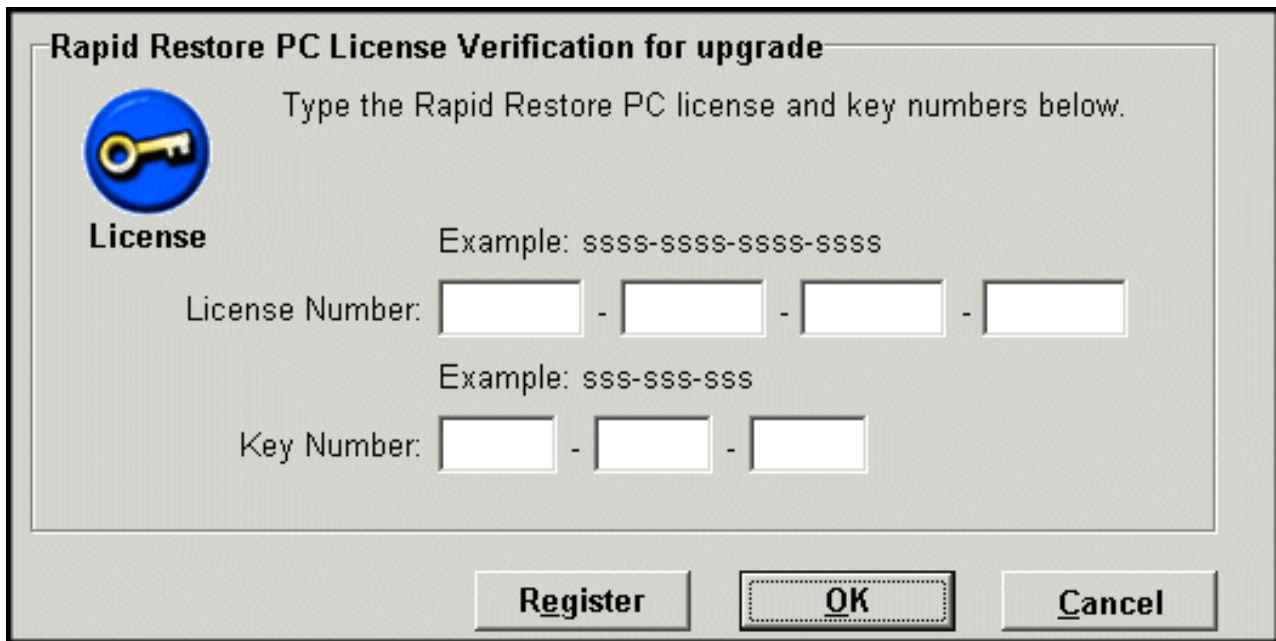 Rapid Restore PC License Verification for upgrade
Type the Rapid Restore PC license and key numbers below.
License
Example: ssss-ssss-ssss-ssss
License Number: - - -
Example: sss-sss-sss
Key Number: - -
Register OK Cancel